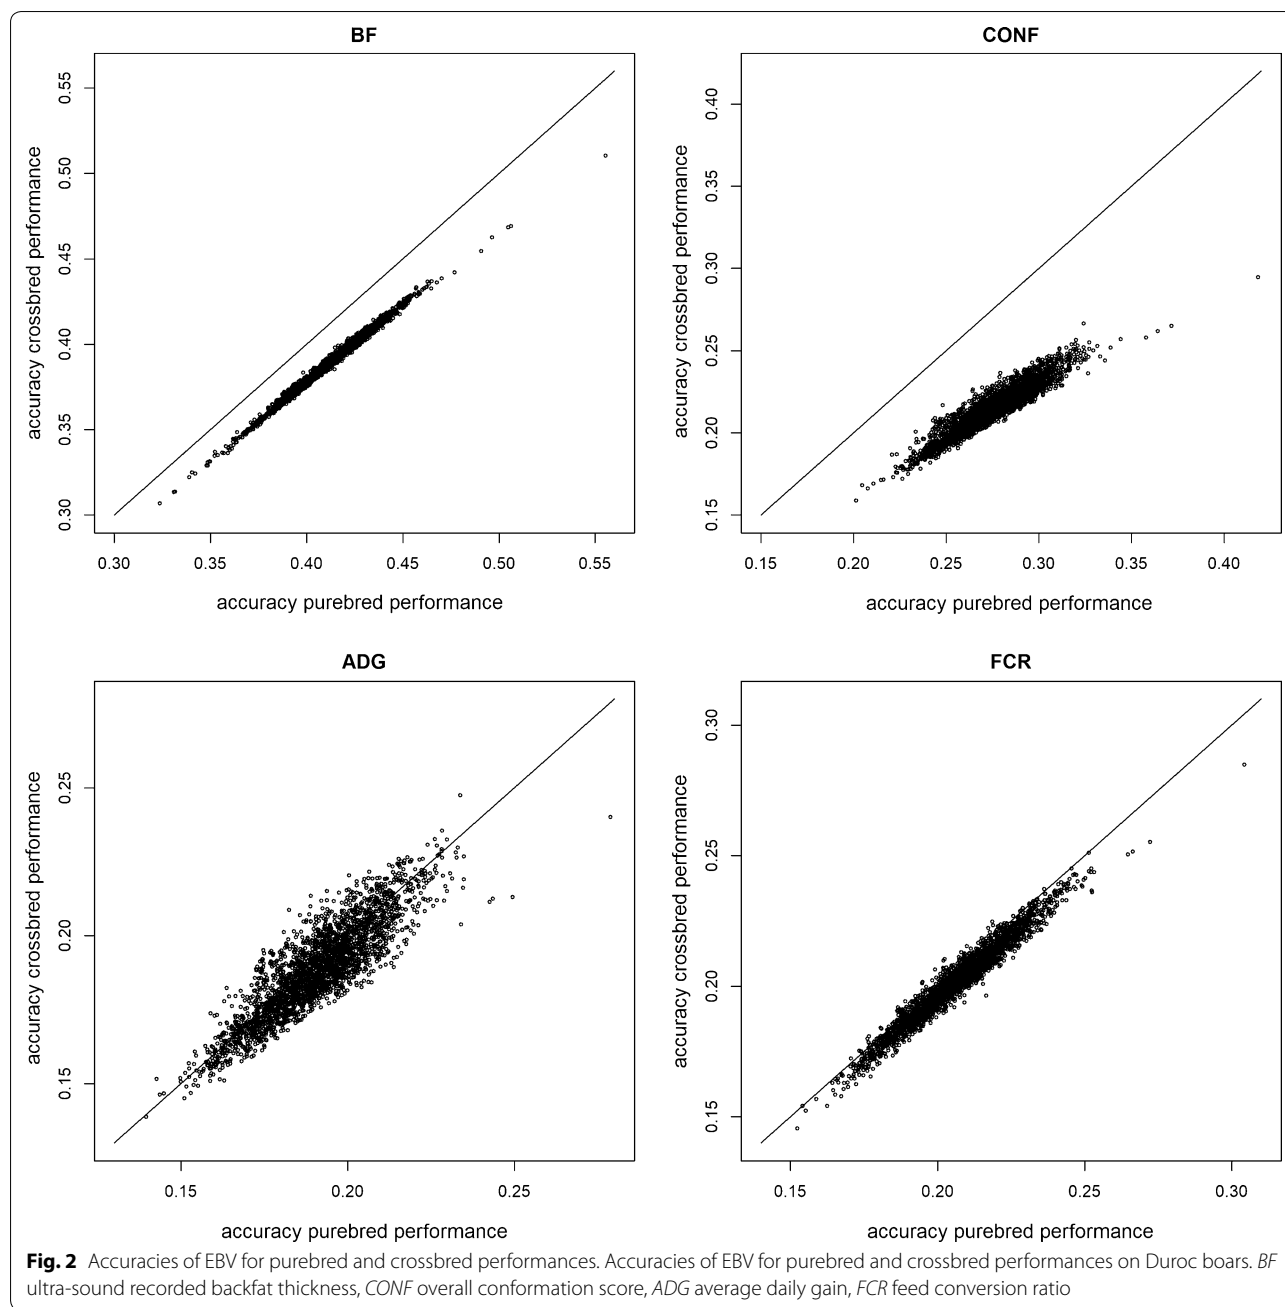 BF
accuracy crossbred performance
0.55
0.50
0.45
0.40
0.35
0.30
0.30 0.35 0.40 0.45 0.50 0.55
accuracy purebred performance
CONF
accuracy crossbred performance
0.40
0.35
0.30
0.25
0.20
0.15
0.15 0.20 0.25 0.30 0.35 0.40
accuracy purebred performance
ADG
accuracy crossbred performance
0.25
0.20
0.15
0.15 0.20 0.25
accuracy purebred performance
FCR
accuracy crossbred performance
0.30
0.25
0.20
0.15
0.15 0.20 0.25 0.30
accuracy purebred performance
Fig. 2 Accuracies of EBV for purebred and crossbred performances. Accuracies of EBV for purebred and crossbred performances on Duroc boars. BF
ultra-sound recorded backfat thickness, CONF overall conformation score, ADG average daily gain, FCR feed conversion ratio